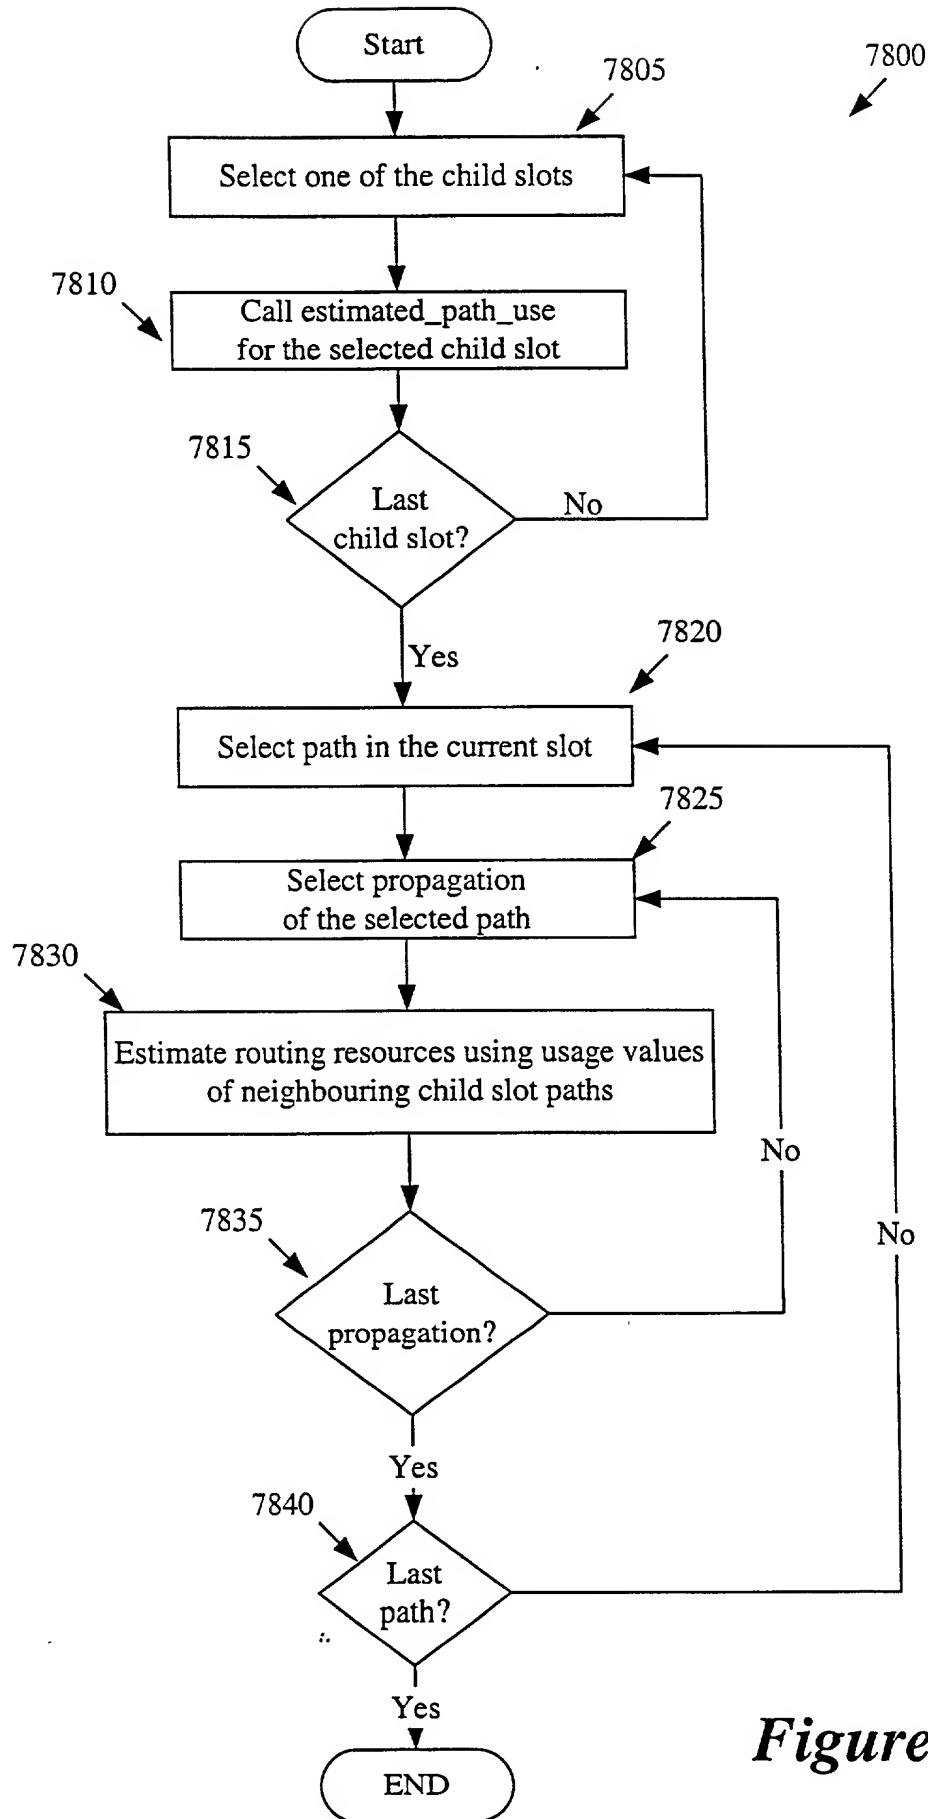 Start
7800
7805
Select one of the child slots
7810
Call estimated_path_use
for the selected child slot
7815
Last
child slot?
No
Yes
7820
Select path in the current slot
7825
Select propagation
of the selected path
7830
Estimate routing resources using usage values
of neighbouring child slot paths
No
7835
No
Last
propagation?
Yes
7840
Last
path?
Yes
Figure
END